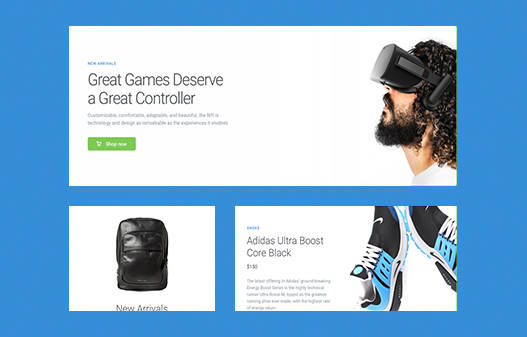 NEW ARRIVALS
Great Games Deserve
a Great Controller
Customizable, comfortable, adaptable, and beautiful, the Rift is
technology and design as remarkable as the experiences it enables
Shop now
New Arrivals
SHOES
Adidas Ultra Boost
Core Black
$150
The latest offering in Adidas' ground-breaking
Energy Boost Series is the highly technical
runner Ultra Boost M, typped as the greatest
running shoe ever made, with the highest rate
of energy return